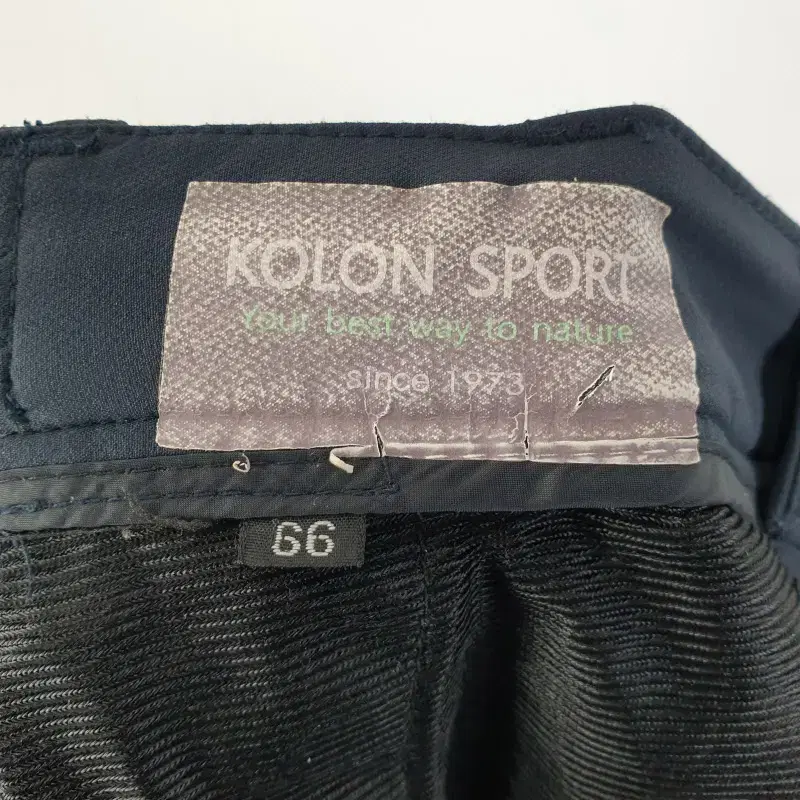 KOLON SPORT
Your best way to nature
since 1973
66